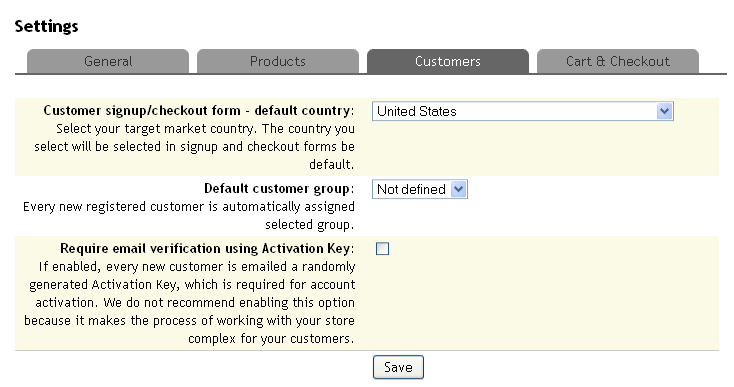 Settings
General Products Customers Cart & Checkout
Customer signup/checkout form - default country: United States
Select your target market country. The country you
select will be selected in signup and checkout forms be
default.
Default customer group: Not defined
Every new registered customer is automatically assigned
selected group.
Require email verification using Activation Key:
If enabled, every new customer is emailed a randomly
generated Activation Key, which is required for account
activation. We do not recommend enabling this option
because it makes the process of working with your store
complex for your customers.
Save